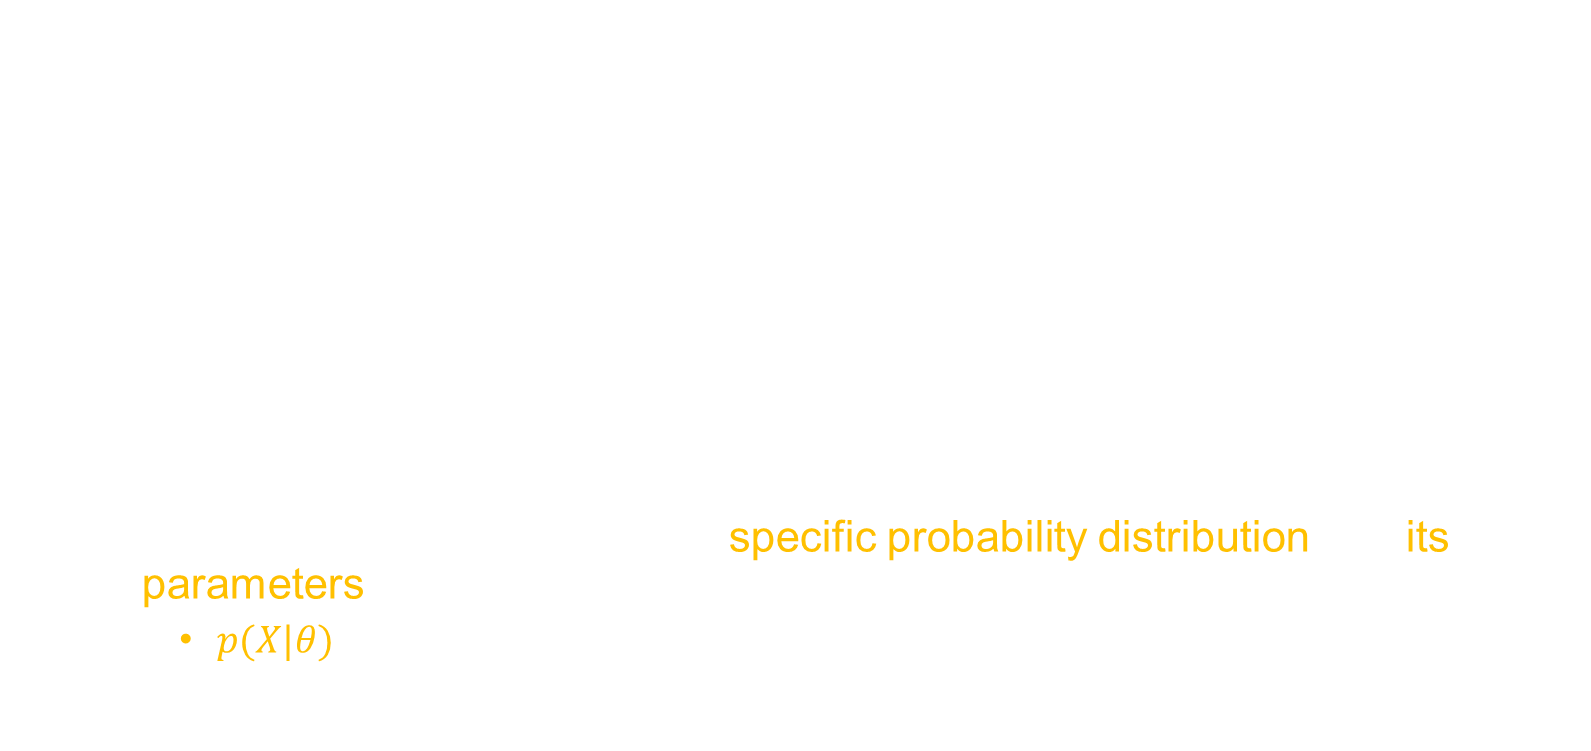 specific probability distribution its
parameters
• p(X|θ)